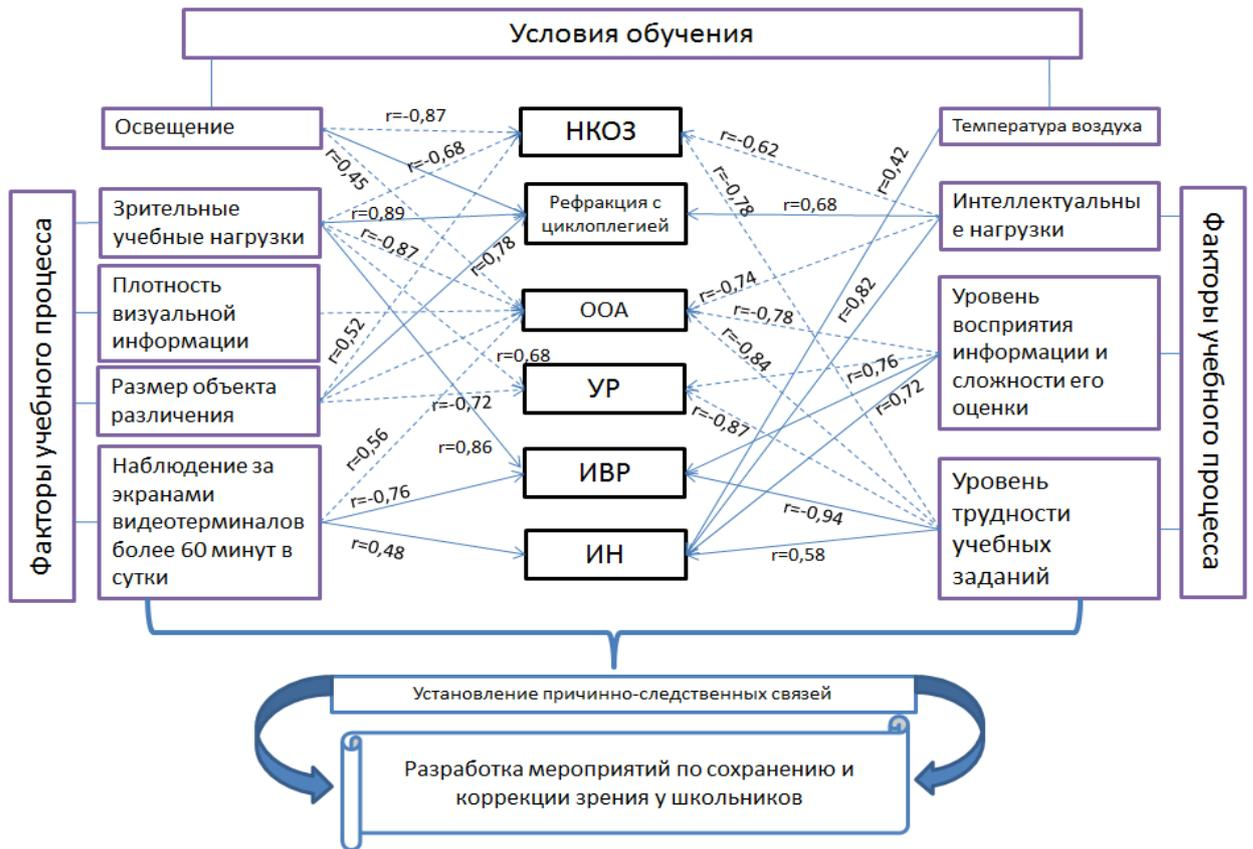 Условия обучения
Освещение
Температура воздуха
Факторы учебного процесса
Зрительные
учебные нагрузки
Плотность
визуальной
информации
Размер объекта
различения
Наблюдение за
экранами
видеотерминалов
более 60 минут в
сутки
r=-0,87
r=-0,68
r=0,45
r=0,89
r=-0,87
r=0,78
r=0,52
r=0,68
r=-0,72
r=0,56
r=0,86
r=-0,76
r=0,48
НКОЗ
Рефракция с
циклоплегией
ООА
УР
ИВР
ИН
r=-0,62
r=0,42
r=-0,78
r=0,68
r=-0,74
r=0,82
r=-0,78
r=-0,84
r=0,76
r=0,72
r=-0,87
r=-0,94
r=0,58
Интеллектуальны
е нагрузки
Уровень
восприятия
информации и
сложности его
оценки
Уровень
трудности
учебных
заданий
Факторы учебного процесса
Установление причинно-следственных связей
Разработка мероприятий по сохранению и
коррекции зрения у школьников